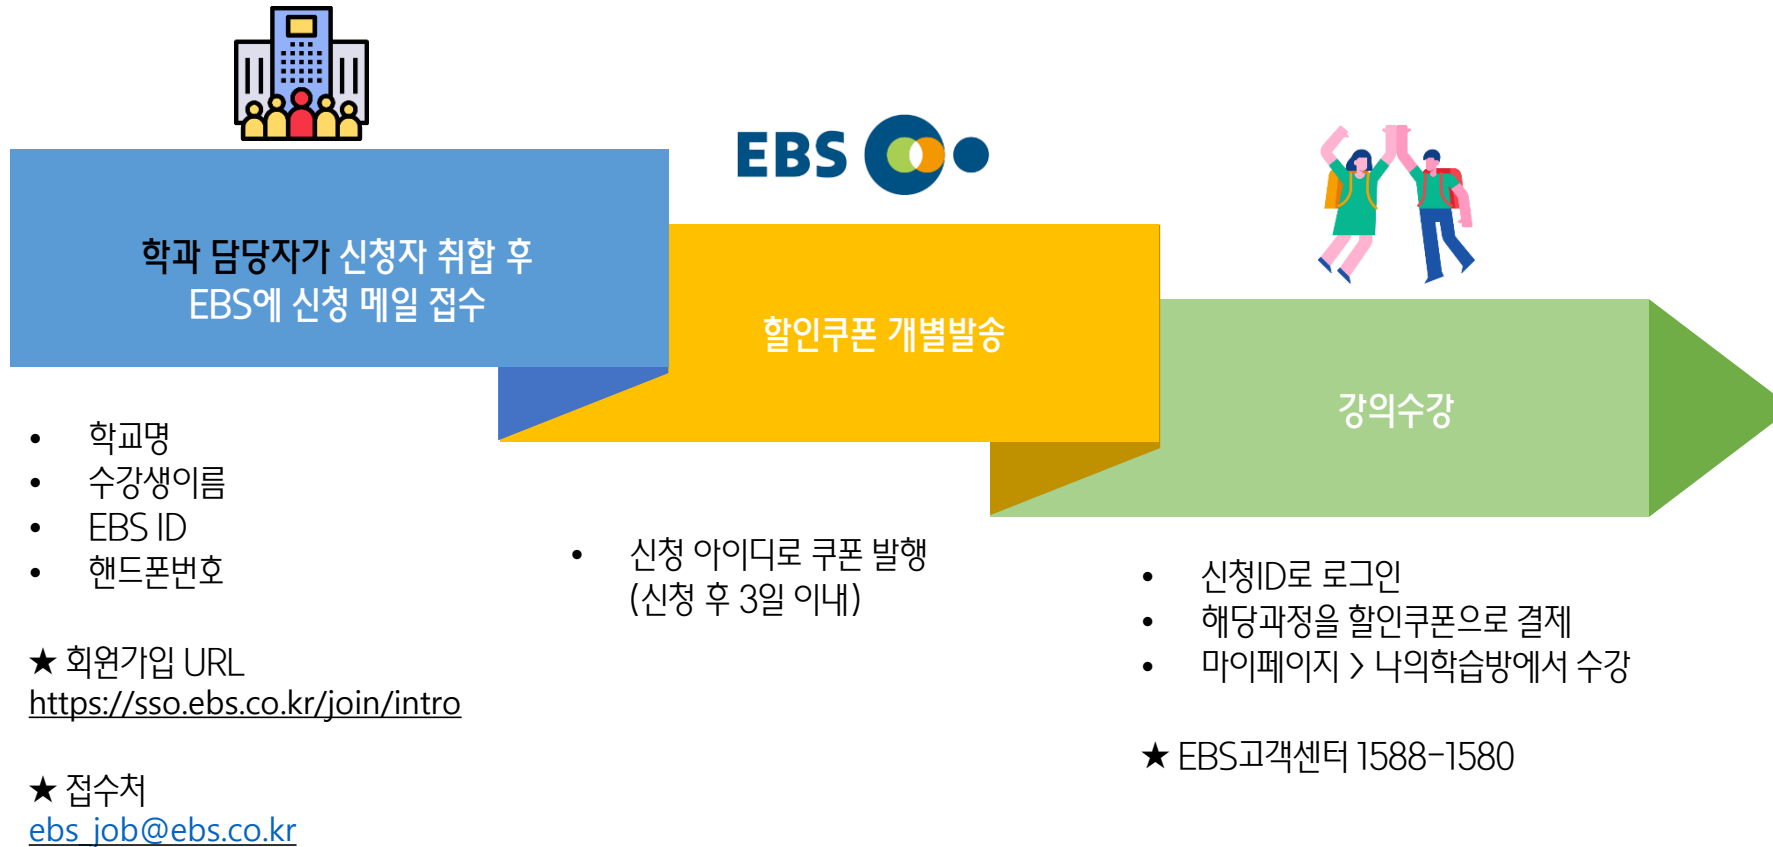 EBS
학과 담당자가 신청자 취합 후
EBS에 신청 메일 접수
할인쿠폰 개별발송
강의수강
• 학교명
• 수강생이름
• EBS ID
• 핸드폰번호
★ 회원가입 URL
https://sso.ebs.co.kr/join/intro
★ 접수처
ebs_job@ebs.co.kr
• 신청 아이디로 쿠폰 발행
(신청 후 3일 이내)
• 신청ID로 로그인
• 해당과정을 할인쿠폰으로 결제
• 마이페이지 > 나의학습방에서 수강
★ EBS고객센터 1588-1580